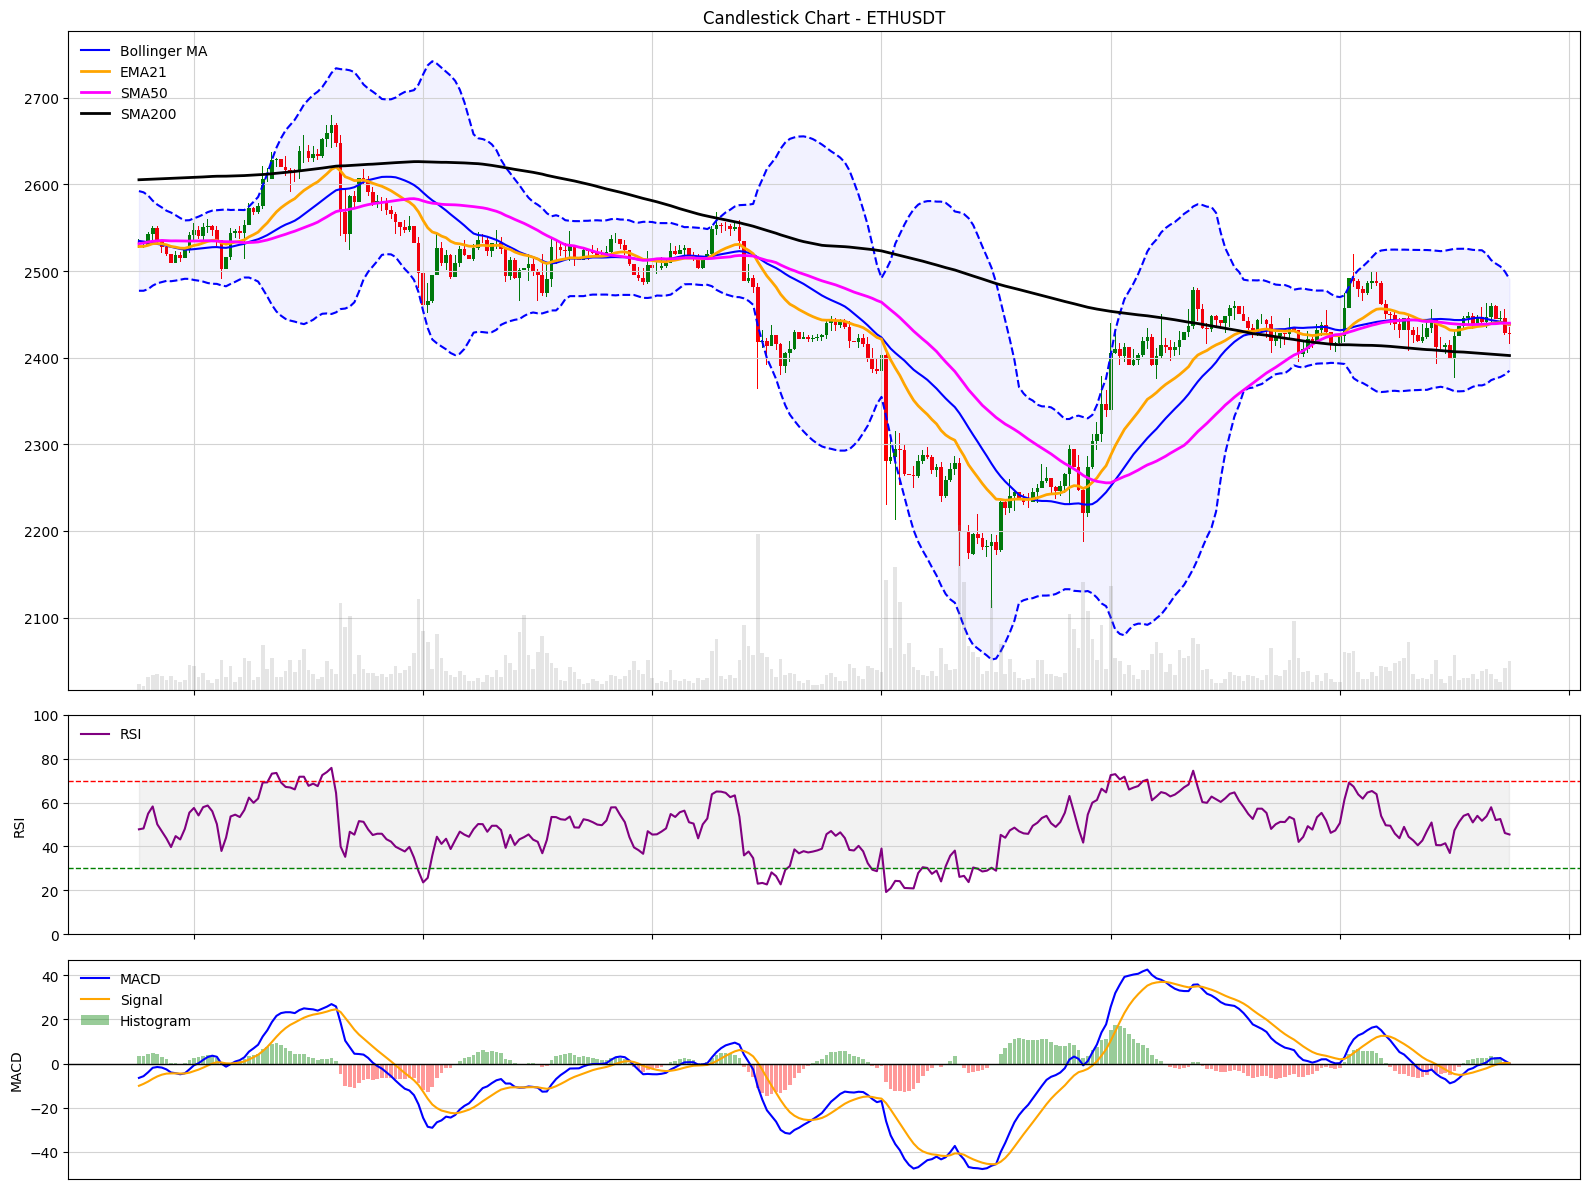 Candlestick Chart - ETHUSDT
Bollinger MA
EMA21
SMA50
SMA200
2700
2600
2500
2400
2300
2200
2100
100
RSI
80
60
RSI
40
20
0
40
MACD
20
Signal
Histogram
0
MACD
−20
−40